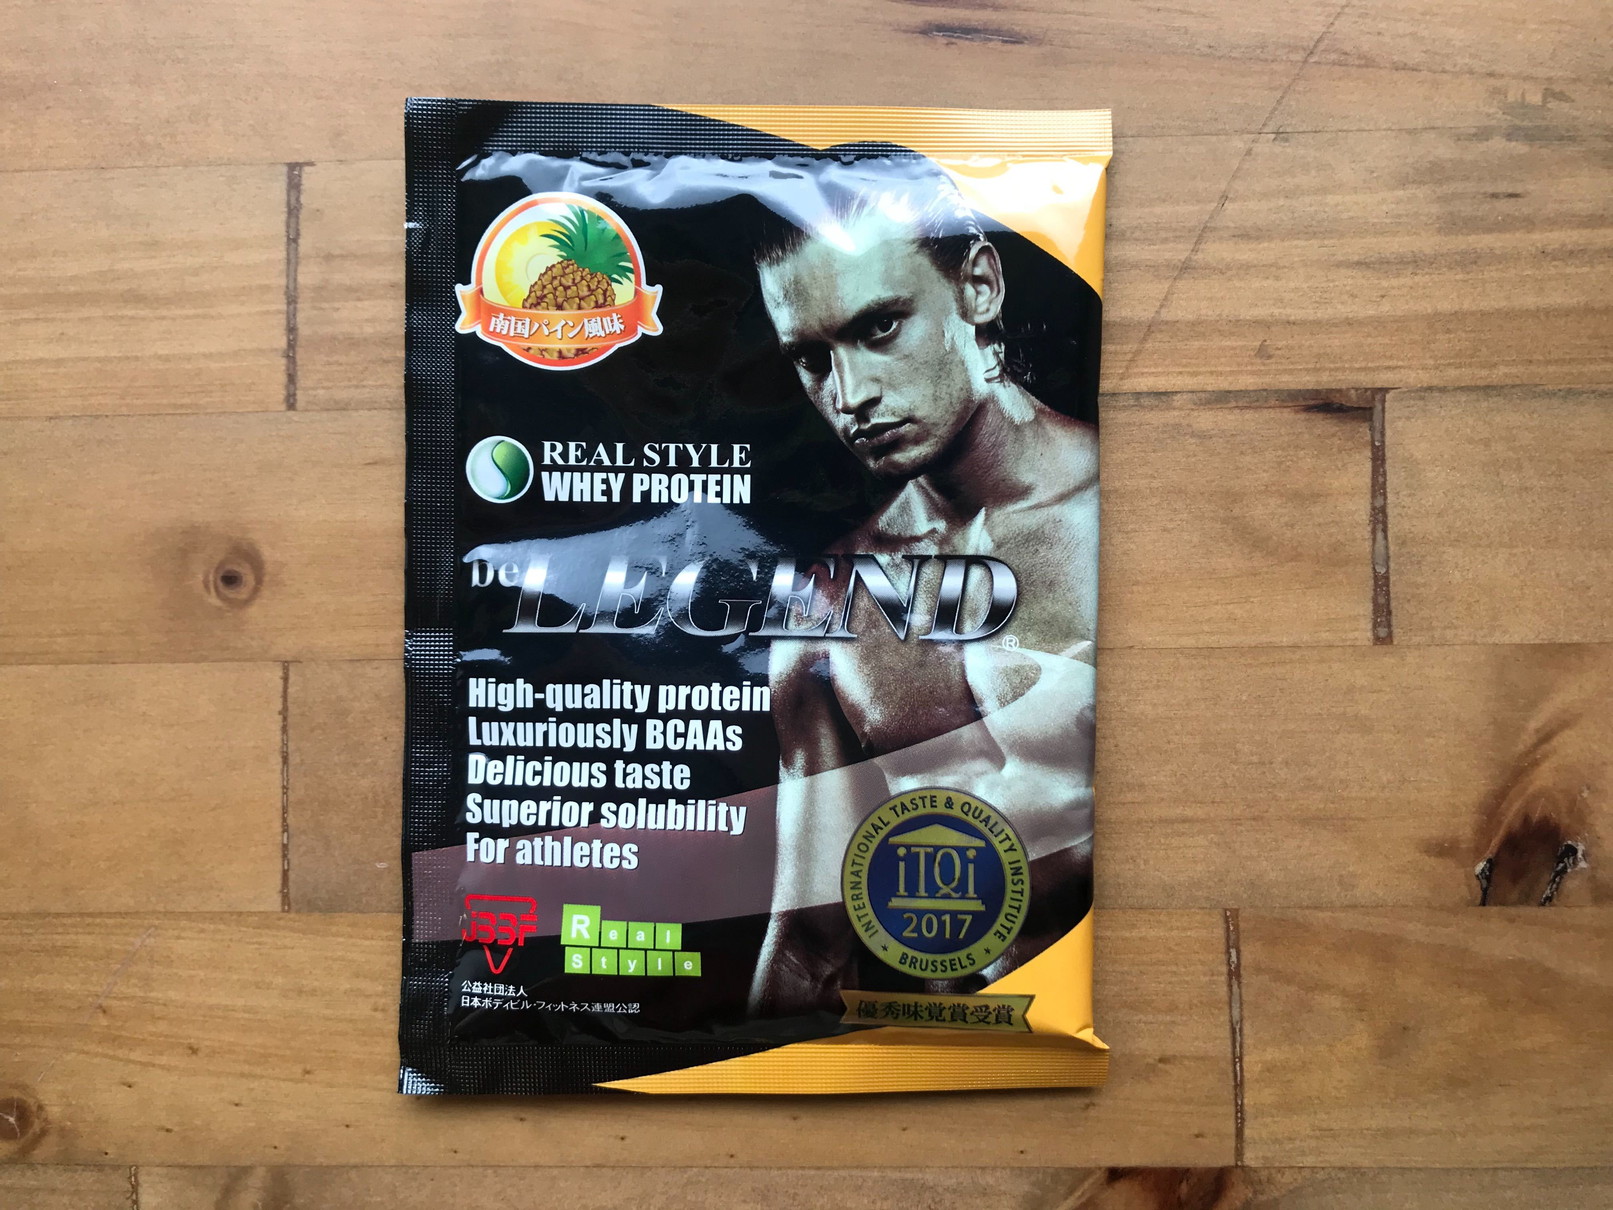 南国パイン風味
REAL STYLE
WHEY PROTEIN
be LEGEND®
High-quality protein
Luxuriously BCAAs
Delicious taste
Superior solubility
For athletes
JBBF
Real
Style
公益社団法人
日本ボディビル・フィットネス連盟公認
INTERNATIONAL TASTE & QUALITY INSTITUTE
iTQi
2017
★ BRUSSELS ★
優秀味覚賞受賞